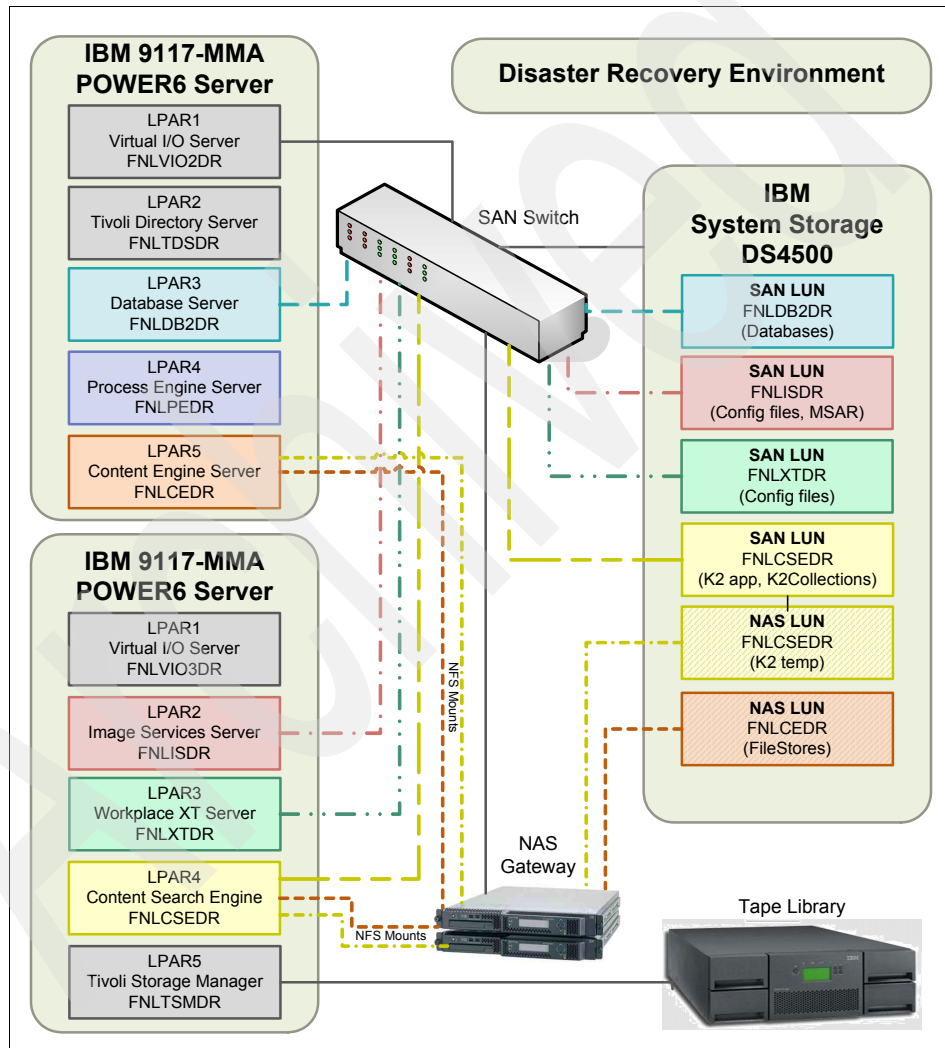 IBM 9117-MMA
POWER6 Server
LPAR1
Virtual I/O Server
FNLVIO2DR
LPAR2
Tivoli Directory Server
FNLTDSDR
LPAR3
Database Server
FNLDB2DR
LPAR4
Process Engine Server
FNLPEDR
LPAR5
Content Engine Server
FNLCEDR
IBM 9117-MMA
POWER6 Server
LPAR1
Virtual I/O Server
FNLVIO3DR
LPAR2
Image Services Server
FNLISDR
LPAR3
Workplace XT Server
FNLXTDR
LPAR4
Content Search Engine
FNLCSEDR
LPAR5
Tivoli Storage Manager
FNLTSMDR
Disaster Recovery Environment
SAN Switch
NFS Mounts
NFS Mounts
NAS
Gateway
IBM
System Storage
DS4500
SAN LUN
FNLDB2DR
(Databases)
SAN LUN
FNLISDR
(Config files, MSAR)
SAN LUN
FNLXTDR
(Config files)
SAN LUN
FNLCSEDR
(K2 app, K2Collections)
NAS LUN
FNLCSEDR
(K2 temp)
NAS LUN
FNLCEDR
(FileStores)
Tape Library
IBM
Archived